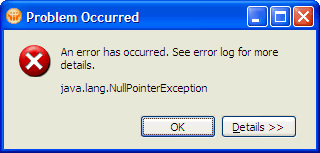 Problem Occurred
An error has occurred. See error log for more
details.
java.lang.NullPointerException
OK
Details >>